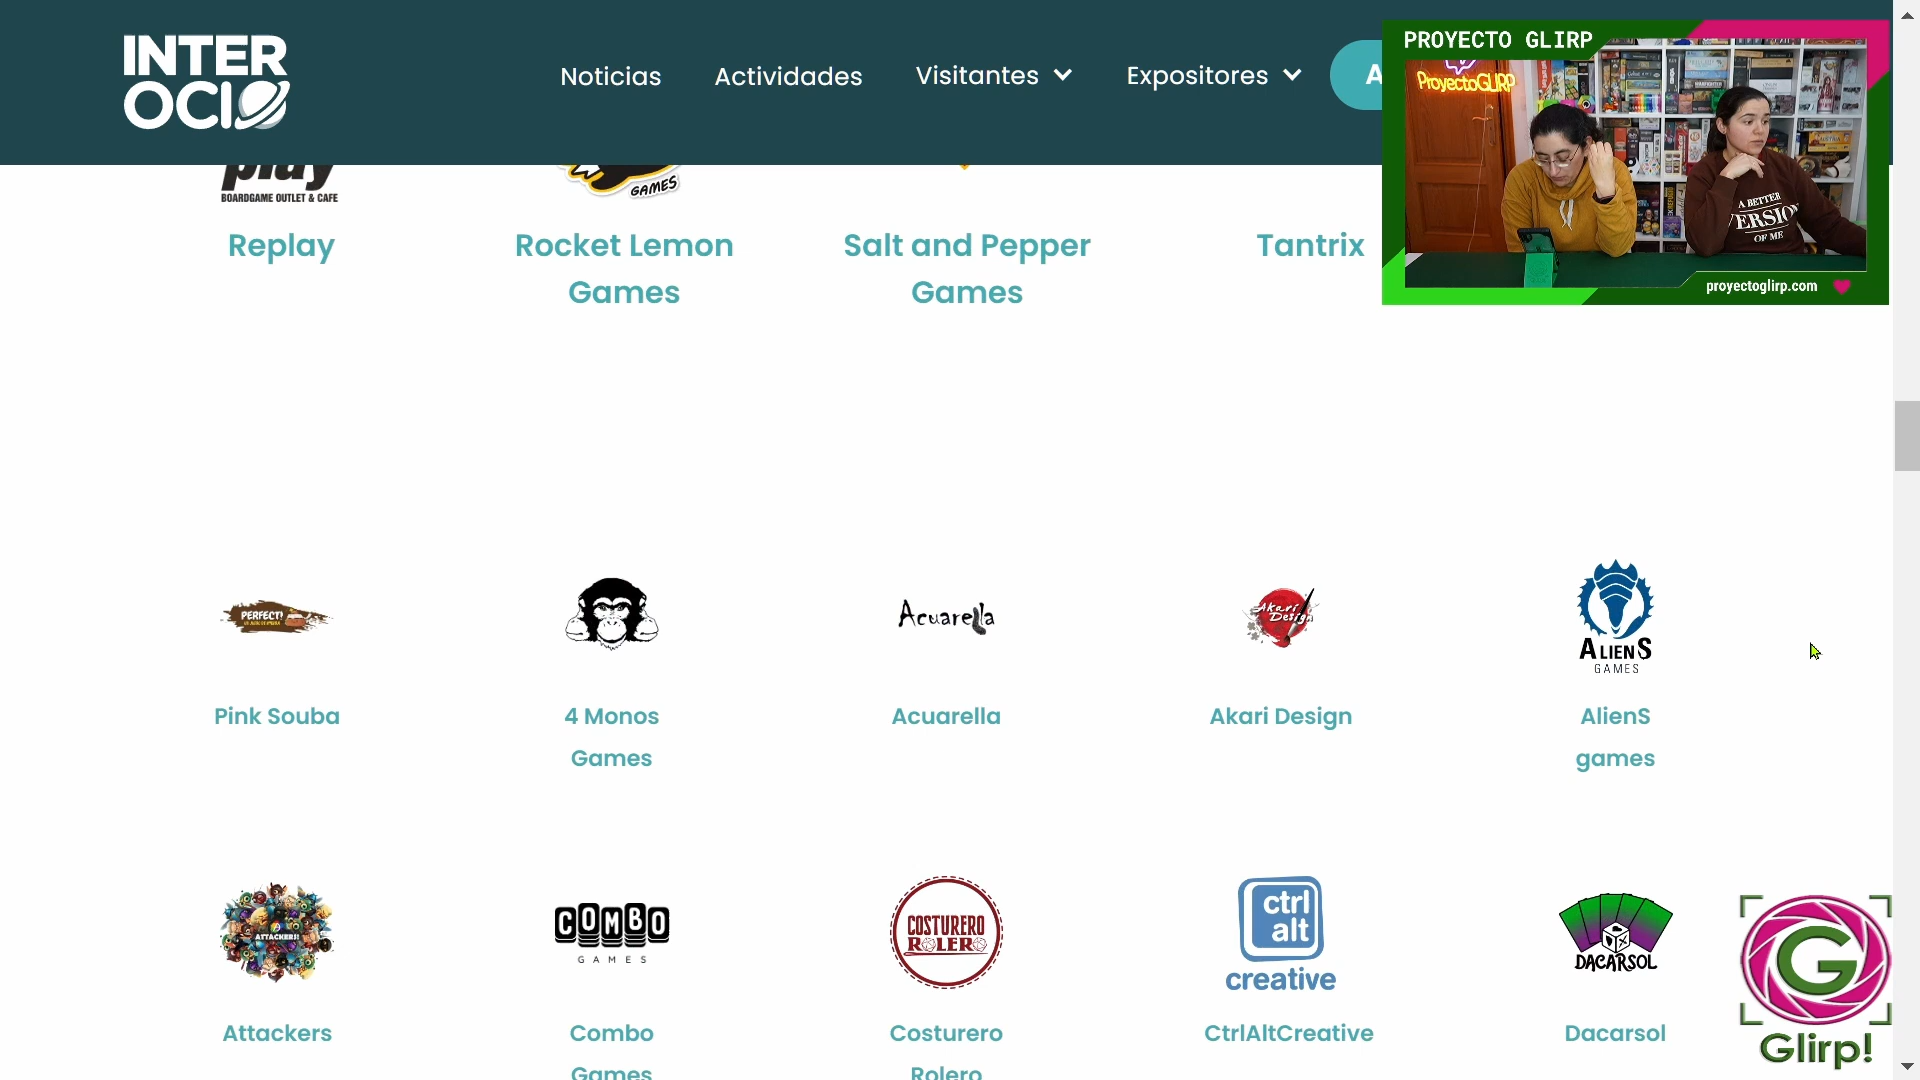 INTER
OCIO
Noticias
Actividades
Visitantes
Expositores
A
PROYECTO GLIRP
ProyectoGLIRP
A BETTER
VERSION
OF ME
proyectoglirp.com
play
BOARDGAME OUTLET & CAFE
GAMES
Replay
Rocket Lemon
Games
Salt and Pepper
Games
Tantrix
PERFECT!
Acuarella
Akari
Design
ALIENS
GAMES
Pink Souba
4 Monos
Games
Acuarella
Akari Design
AlienS
games
ATTACKERS!
COMBO
GAMES
COSTURERO
ROLERO
ctrl
alt
creative
DACARSOL
G
Glirp!
Attackers
Combo
Games
Costurero
Rolero
CtrlAltCreative
Dacarsol